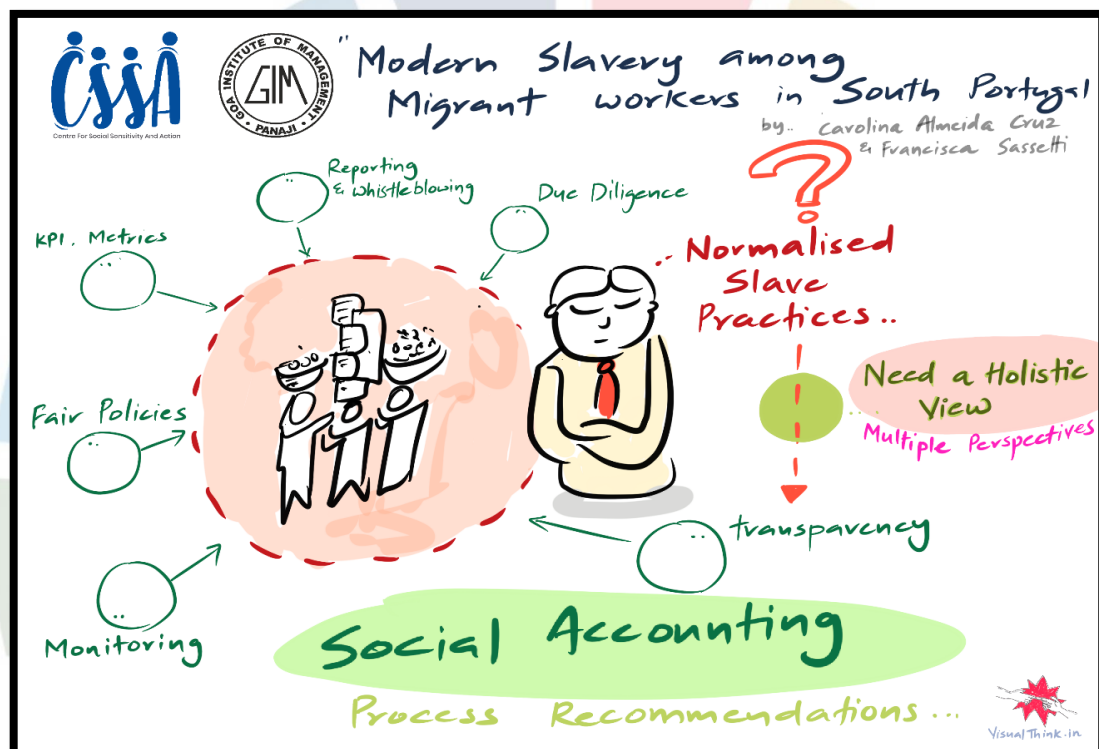 CSSA
Centre For Social Sensitivity And Action
GOA INSTITUTE OF MANAGEMENT
GIM
• PANAJI •
"Modern Slavery among
Migrant workers in South Portugal
by.. Carolina Almeida Cruz
& Francisca Sassetti
Reporting
& whistleblowing
Due Diligence
KPI. Metrics
?
.. Normalised
Slave
Practices..
Need a Holistic
View
Multiple Perspectives
Fair Policies
transparency
Monitoring
Social Accounting
Process Recommendations...
VisualThink.in